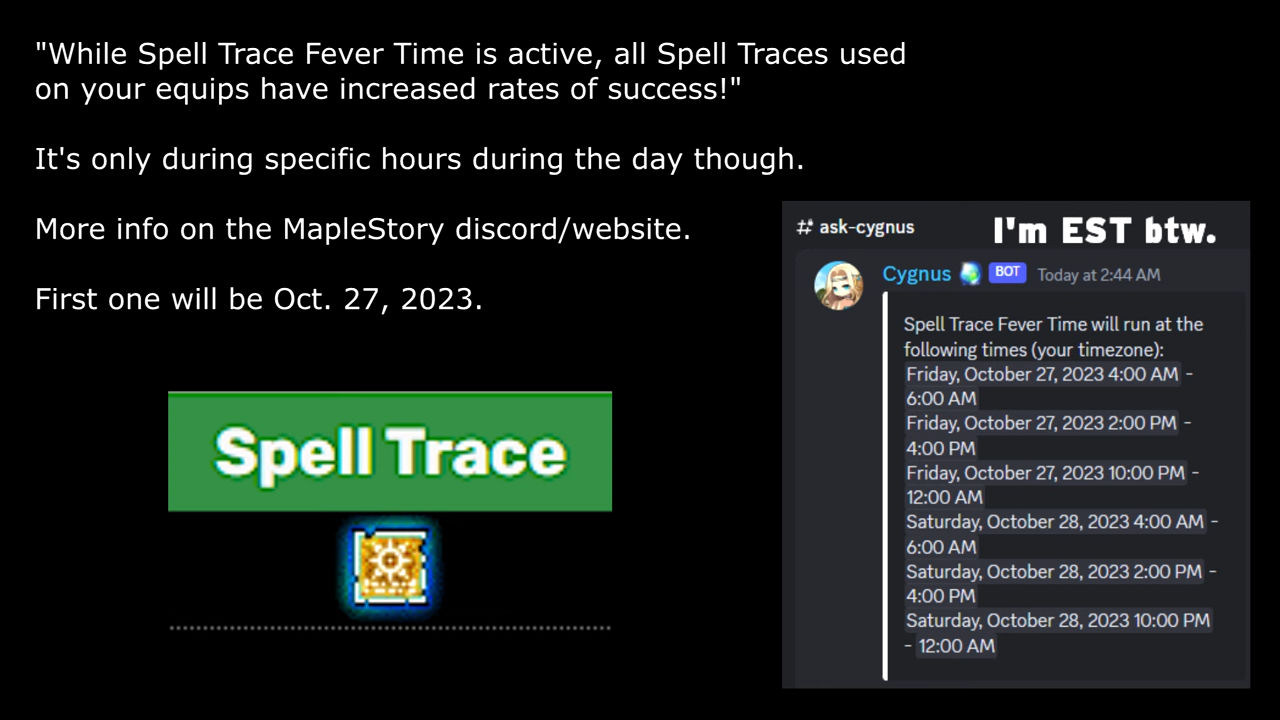 "While Spell Trace Fever Time is active, all Spell Traces used
on your equips have increased rates of success!"
It's only during specific hours during the day though.
More info on the MapleStory discord/website.
First one will be Oct. 27, 2023.
Spell Trace
# ask-cygnus
I'm EST btw.
Cygnus BOT Today at 2:44 AM
Spell Trace Fever Time will run at the
following times (your timezone):
Friday, October 27, 2023 4:00 AM -
6:00 AM
Friday, October 27, 2023 2:00 PM -
4:00 PM
Friday, October 27, 2023 10:00 PM -
12:00 AM
Saturday, October 28, 2023 4:00 AM -
6:00 AM
Saturday, October 28, 2023 2:00 PM -
4:00 PM
Saturday, October 28, 2023 10:00 PM
- 12:00 AM